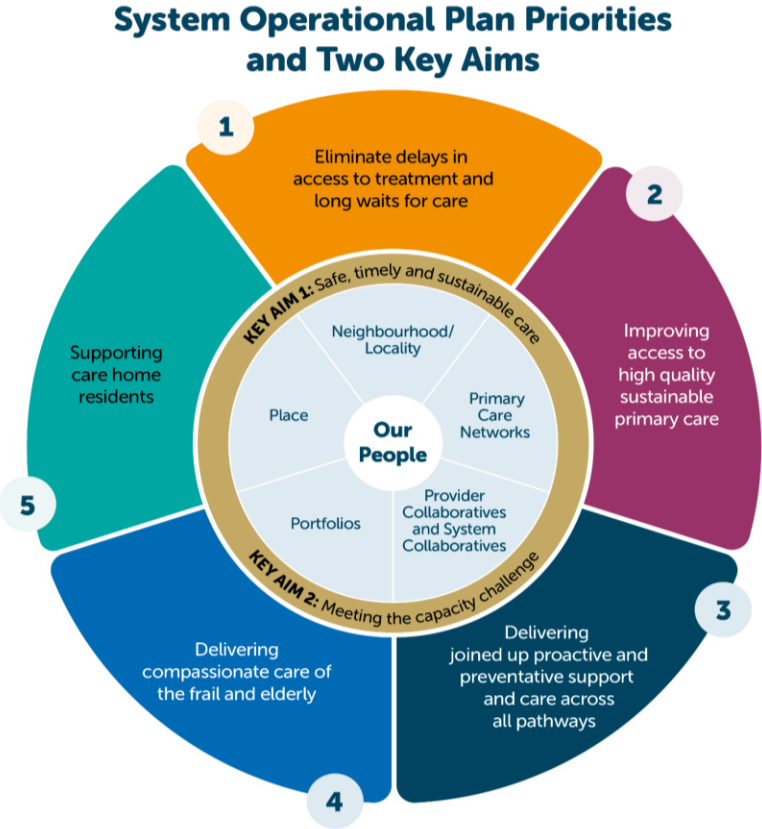 System Operational Plan Priorities
and Two Key Aims
1
Eliminate delays in
access to treatment and
long waits for care
2
Improving
access to
high quality
sustainable
primary care
3
Delivering
joined up proactive and
preventative support
and care across
all pathways
4
Delivering
compassionate care of
the frail and elderly
5
Supporting
care home
residents
KEY AIM 1: Safe, timely and sustainable care
Neighbourhood/
Locality
Primary
Care
Networks
Provider
Collaboratives
and System
Collaboratives
Portfolios
Place
Our
People
KEY AIM 2: Meeting the capacity challenge